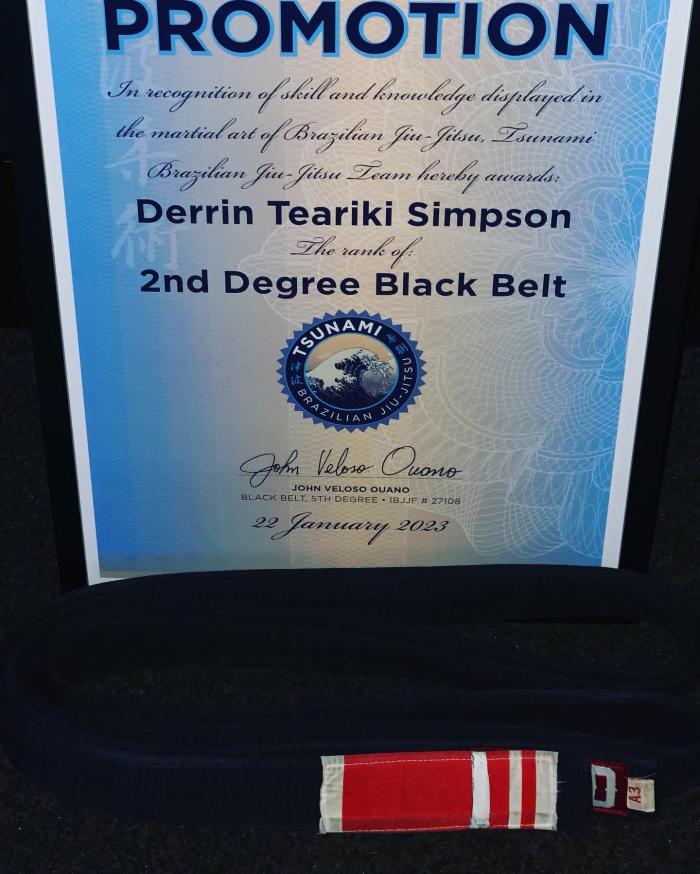 PROMOTION
In recognition of skill and knowledge displayed in
the martial art of Brazilian Jiu-Jitsu, Tsunami
Brazilian Jiu-Jitsu Team hereby awards:
Derrin Teariki Simpson
The rank of:
2nd Degree Black Belt
TSUNAMI
BRAZILIAN JIU-JITSU
John Veloso Ouano
JOHN VELOSO OUANO
BLACK BELT, 5TH DEGREE • IBJJF # 27108
22 January 2023
A3